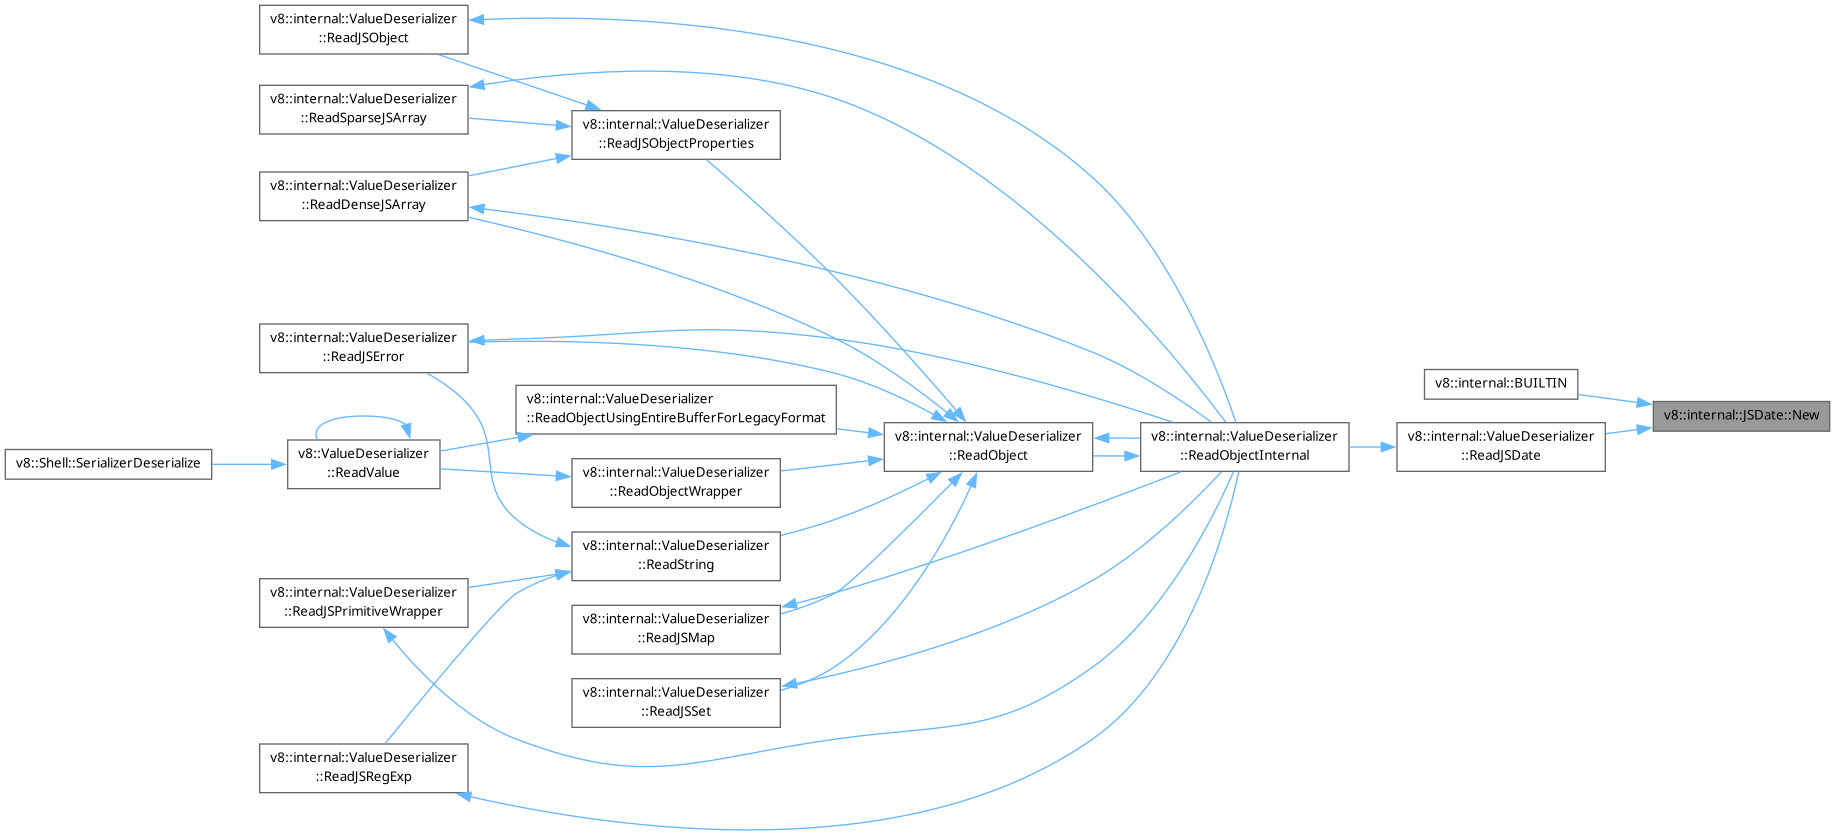 v8::internal::ValueDeserializer
::ReadJSObject
v8::internal::ValueDeserializer
::ReadSparseJSArray
v8::internal::ValueDeserializer
::ReadJSObjectProperties
v8::internal::ValueDeserializer
::ReadDenseJSArray
v8::internal::ValueDeserializer
::ReadJSError
v8::internal::ValueDeserializer
::ReadObjectUsingEntireBufferForLegacyFormat
v8::internal::BUILTIN
v8::internal::JSDate::New
v8::Shell::SerializerDeserialize
v8::ValueDeserializer
::ReadValue
v8::internal::ValueDeserializer
::ReadObject
v8::internal::ValueDeserializer
::ReadObjectInternal
v8::internal::ValueDeserializer
::ReadJSDate
v8::internal::ValueDeserializer
::ReadObjectWrapper
v8::internal::ValueDeserializer
::ReadString
v8::internal::ValueDeserializer
::ReadJSPrimitiveWrapper
v8::internal::ValueDeserializer
::ReadJSMap
v8::internal::ValueDeserializer
::ReadJSSet
v8::internal::ValueDeserializer
::ReadJSRegExp